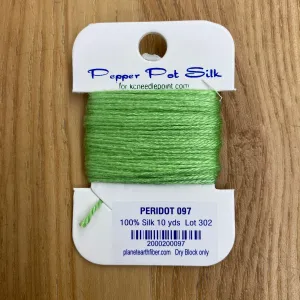 Pepper Pot Silk
for kcneedlepoint.com
PERIDOT 097
100% Silk 10 yds Lot 302
2000200097
planetearthfiber.com Dry Block only